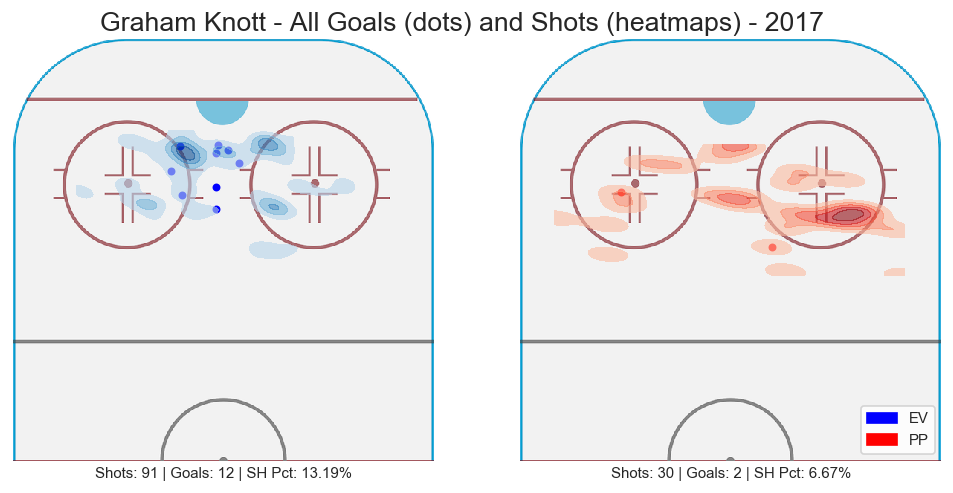 Graham Knott - All Goals (dots) and Shots (heatmaps) - 2017
EV
PP
Shots: 91 | Goals: 12 | SH Pct: 13.19%
Shots: 30 | Goals: 2 | SH Pct: 6.67%